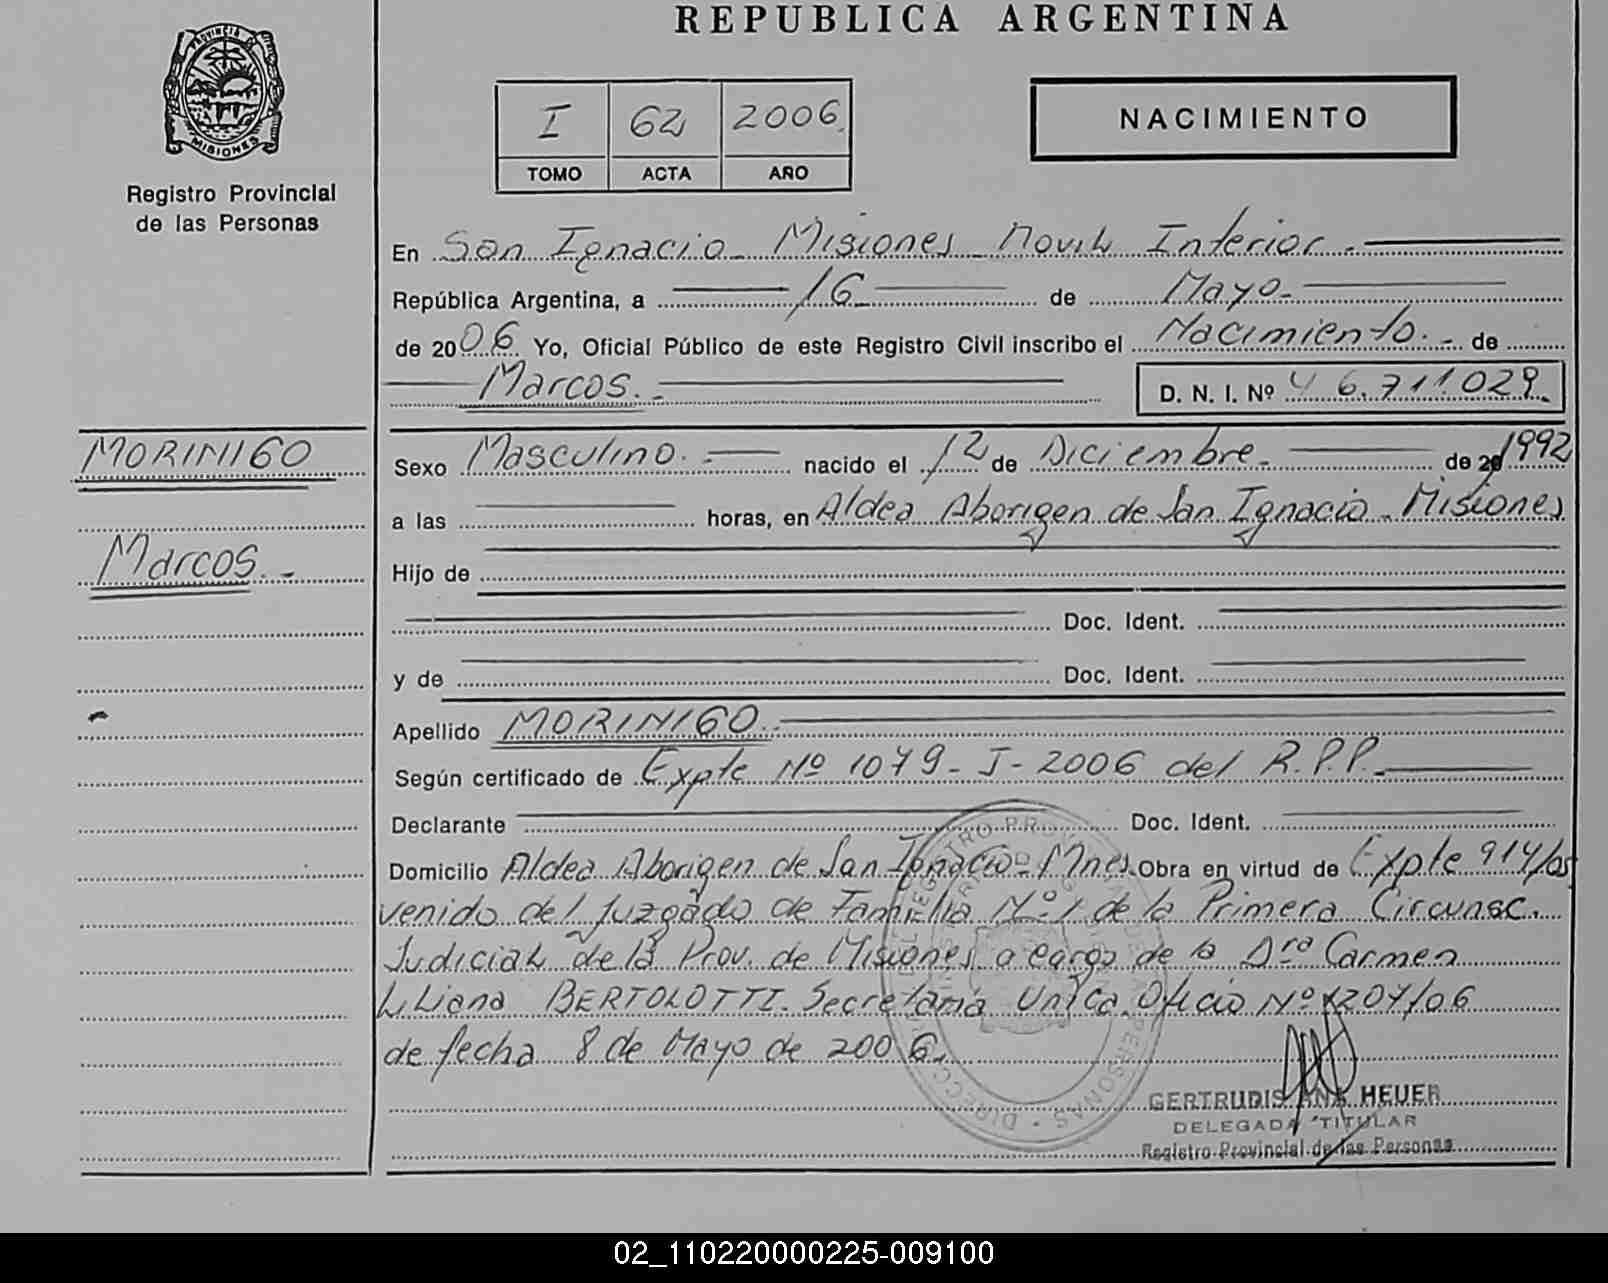 REPUBLICA ARGENTINA
PROVINCIA DE
MISIONES
Registro Provincial
de las Personas
I 62 2006
TOMO ACTA AÑO
NACIMIENTO
En San Ignacio - Misiones - Movil Interior.-
República Argentina, a 16 de Mayo.-
de 2006. Yo, Oficial Público de este Registro Civil inscribo el Nacimiento.- de
Marcos.- D. N. I. Nº 46.711.029.
MORINIGO
Marcos.-
Sexo Masculino.- nacido el 12 de Diciembre.- de 20 1992
a las horas, en Aldea Aborigen de San Ignacio - Misiones
Hijo de
Doc. Ident.
y de Doc. Ident.
Apellido MORINIGO.-
Según certificado de Expte Nº 1079-J-2006 del R.P.P.-
Declarante Doc. Ident.
Domicilio Aldea Aborigen de San Ignacio - Mnes. Obra en virtud de Expte 914/05
venido del Juzgado de Familia Nº 1 de la Primera Circunsc.
Judicial de la Prov. de Misiones a cargo de la Dra Carmen
Liliana BERTOLOTTI. Secretaria Unica. Oficio Nº 1207/06
de fecha 8 de Mayo de 2006.
GERTRUDIS ANA HEUER
DELEGADA TITULAR
Registro Provincial de las Personas
02_110220000225-009100